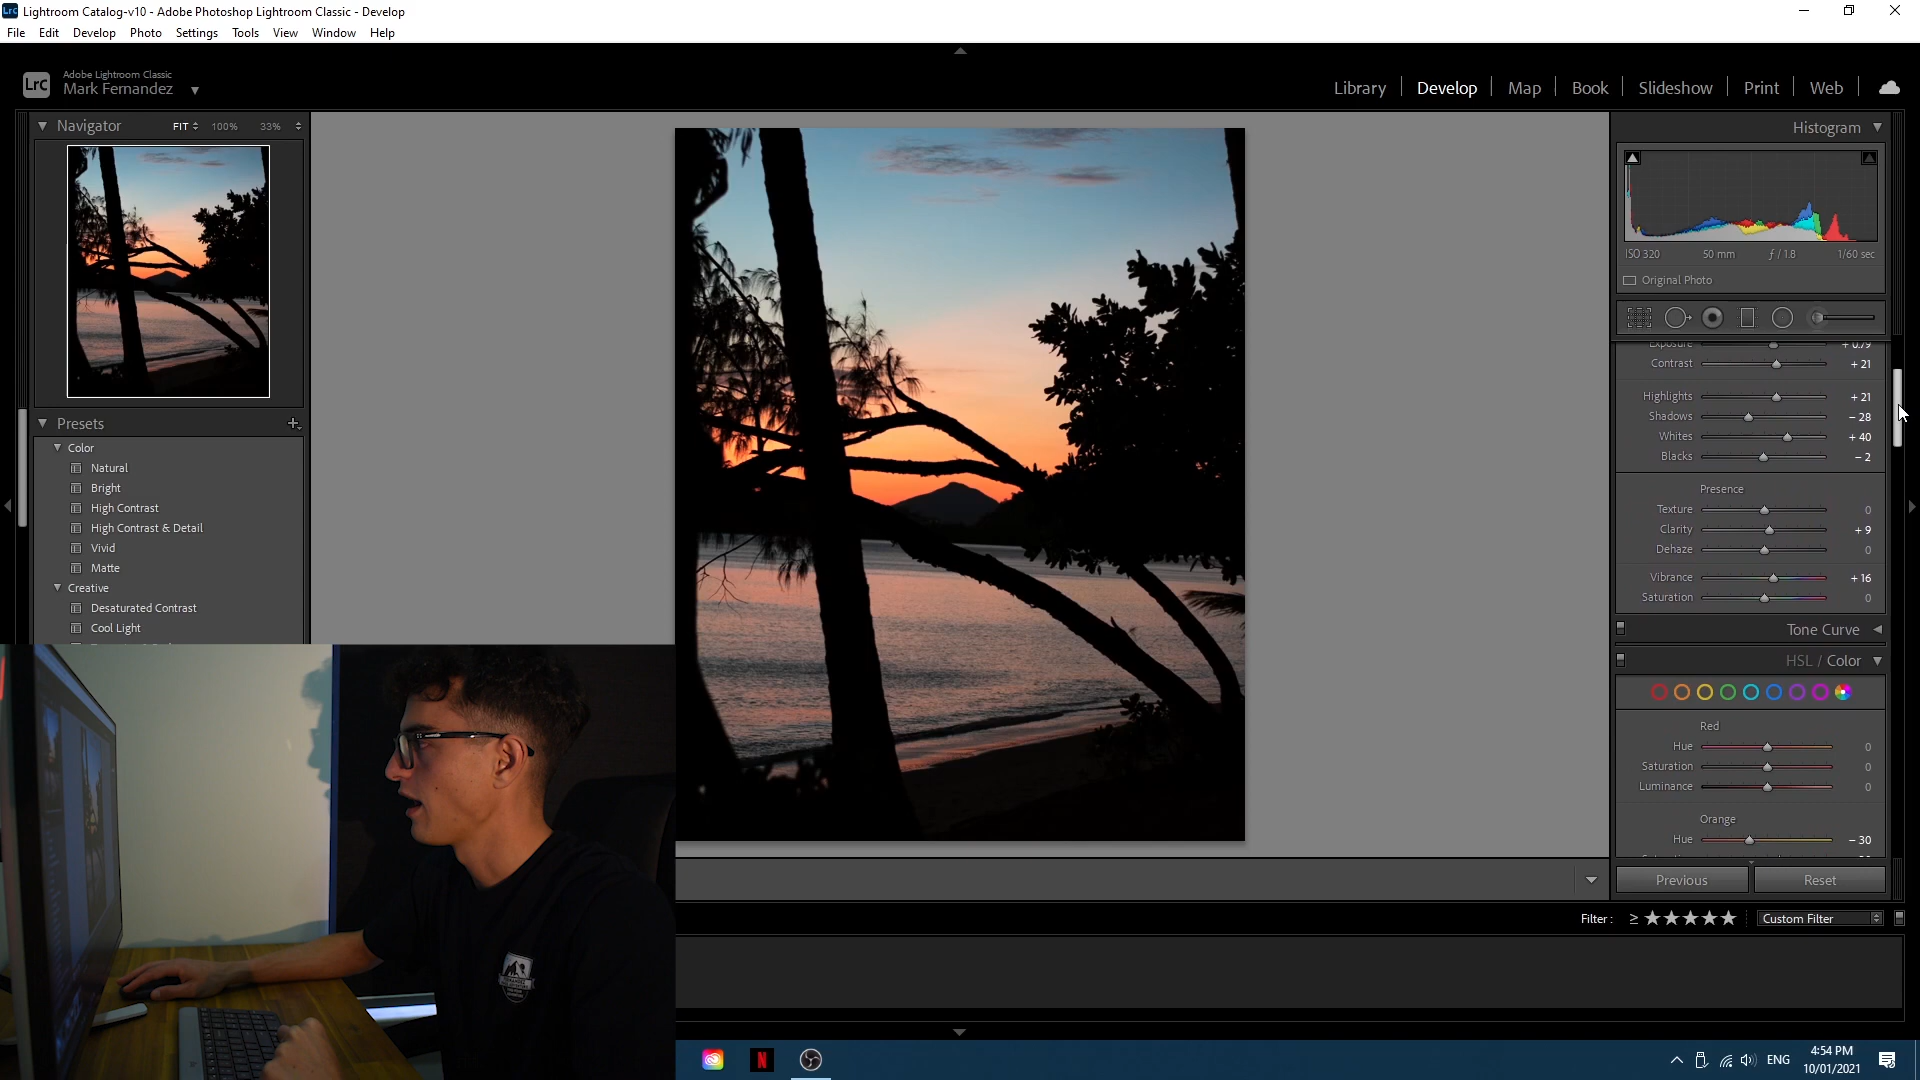 Lrc Lightroom Catalog-v10 - Adobe Photoshop Lightroom Classic - Develop
File Edit Develop Photo Settings Tools View Window Help
LrC Adobe Lightroom Classic
Mark Fernandez
Library Develop Map Book Slideshow Print Web
Navigator FIT 100% 33%
Presets
Color
Natural
Bright
High Contrast
High Contrast & Detail
Vivid
Matte
Creative
Desaturated Contrast
Cool Light
Histogram
ISO 320 50 mm ƒ / 1.8 1/60 sec
Original Photo
Exposure + 0.79
Contrast + 21
Highlights + 21
Shadows − 28
Whites + 40
Blacks − 2
Presence
Texture 0
Clarity + 9
Dehaze 0
Vibrance + 16
Saturation 0
Tone Curve
HSL / Color
Red
Hue 0
Saturation 0
Luminance 0
Orange
Hue − 30
Previous Reset
Filter : ≥ ★★★★★ Custom Filter
N
ENG
4:54 PM
10/01/2021